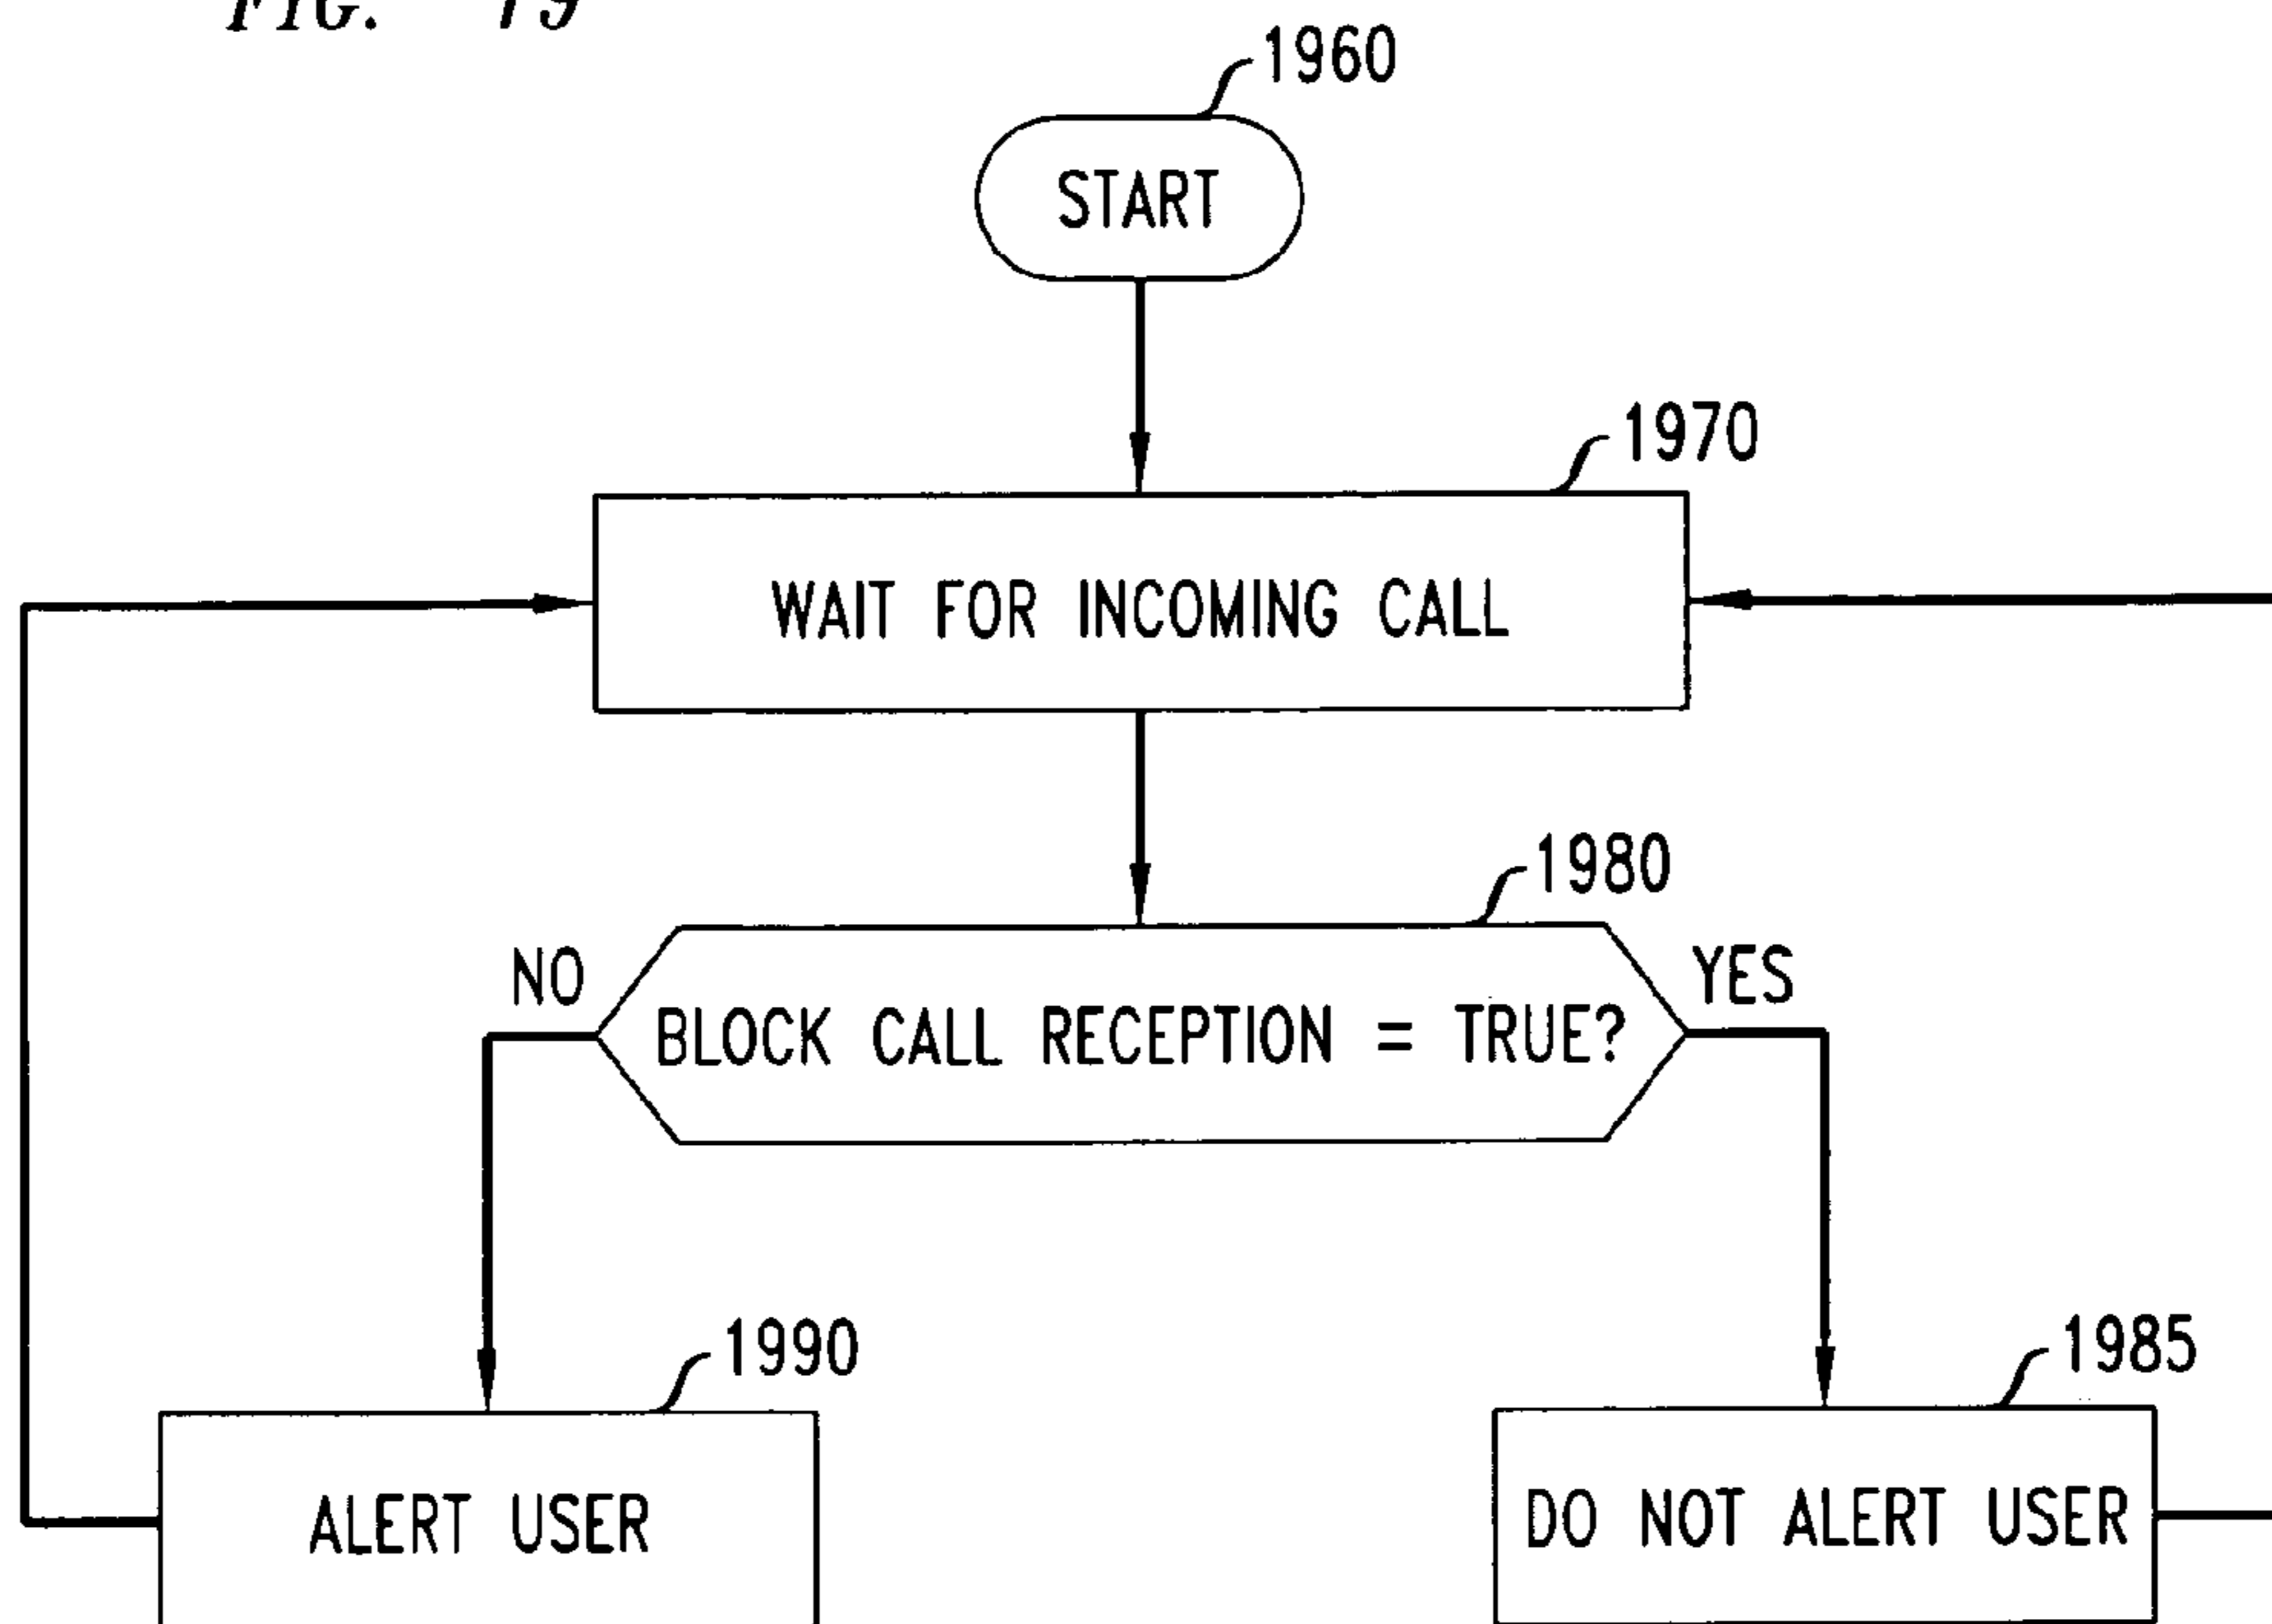 FIG. 19
1960
START
1970
WAIT FOR INCOMING CALL
1980
NO
YES
BLOCK CALL RECEPTION = TRUE?
1990
1985
ALERT USER
DO NOT ALERT USER